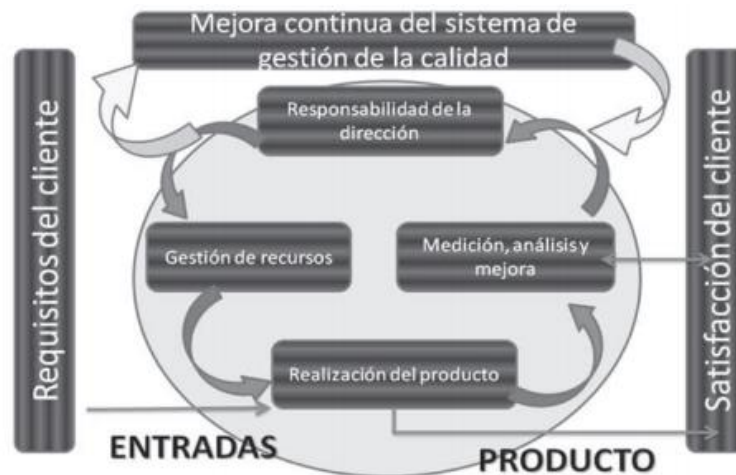 Mejora continua del sistema de
gestión de la calidad
Requisitos del cliente
Responsabilidad de la
dirección
Satisfacción del cliente
Gestión de recursos
Medición, análisis y
mejora
Realización del producto
ENTRADAS
PRODUCTO